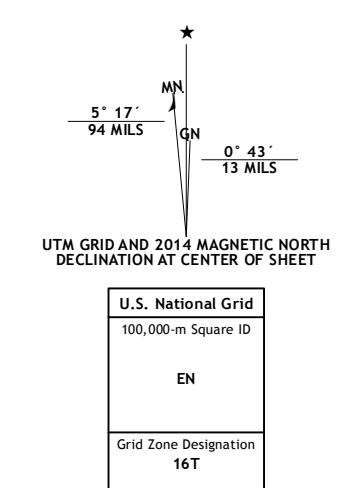 ★
MN
5° 17´
94 MILS
GN
0° 43´
13 MILS
UTM GRID AND 2014 MAGNETIC NORTH
DECLINATION AT CENTER OF SHEET
U.S. National Grid
100,000-m Square ID
EN
Grid Zone Designation
16T